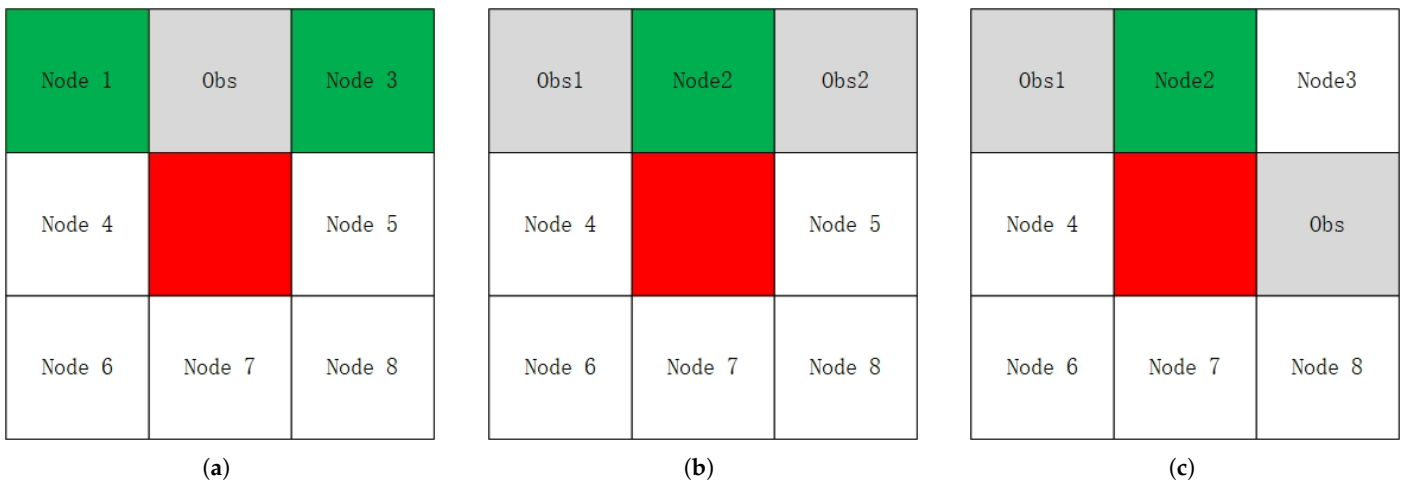 Node 1 Obs Node 3
Obs1 Node2 Obs2
Obs1 Node2 Node3
Node 4 Node 5
Node 4 Node 5
Node 4 Obs
Node 6 Node 7 Node 8
Node 6 Node 7 Node 8
Node 6 Node 7 Node 8
(a)
(b)
(c)